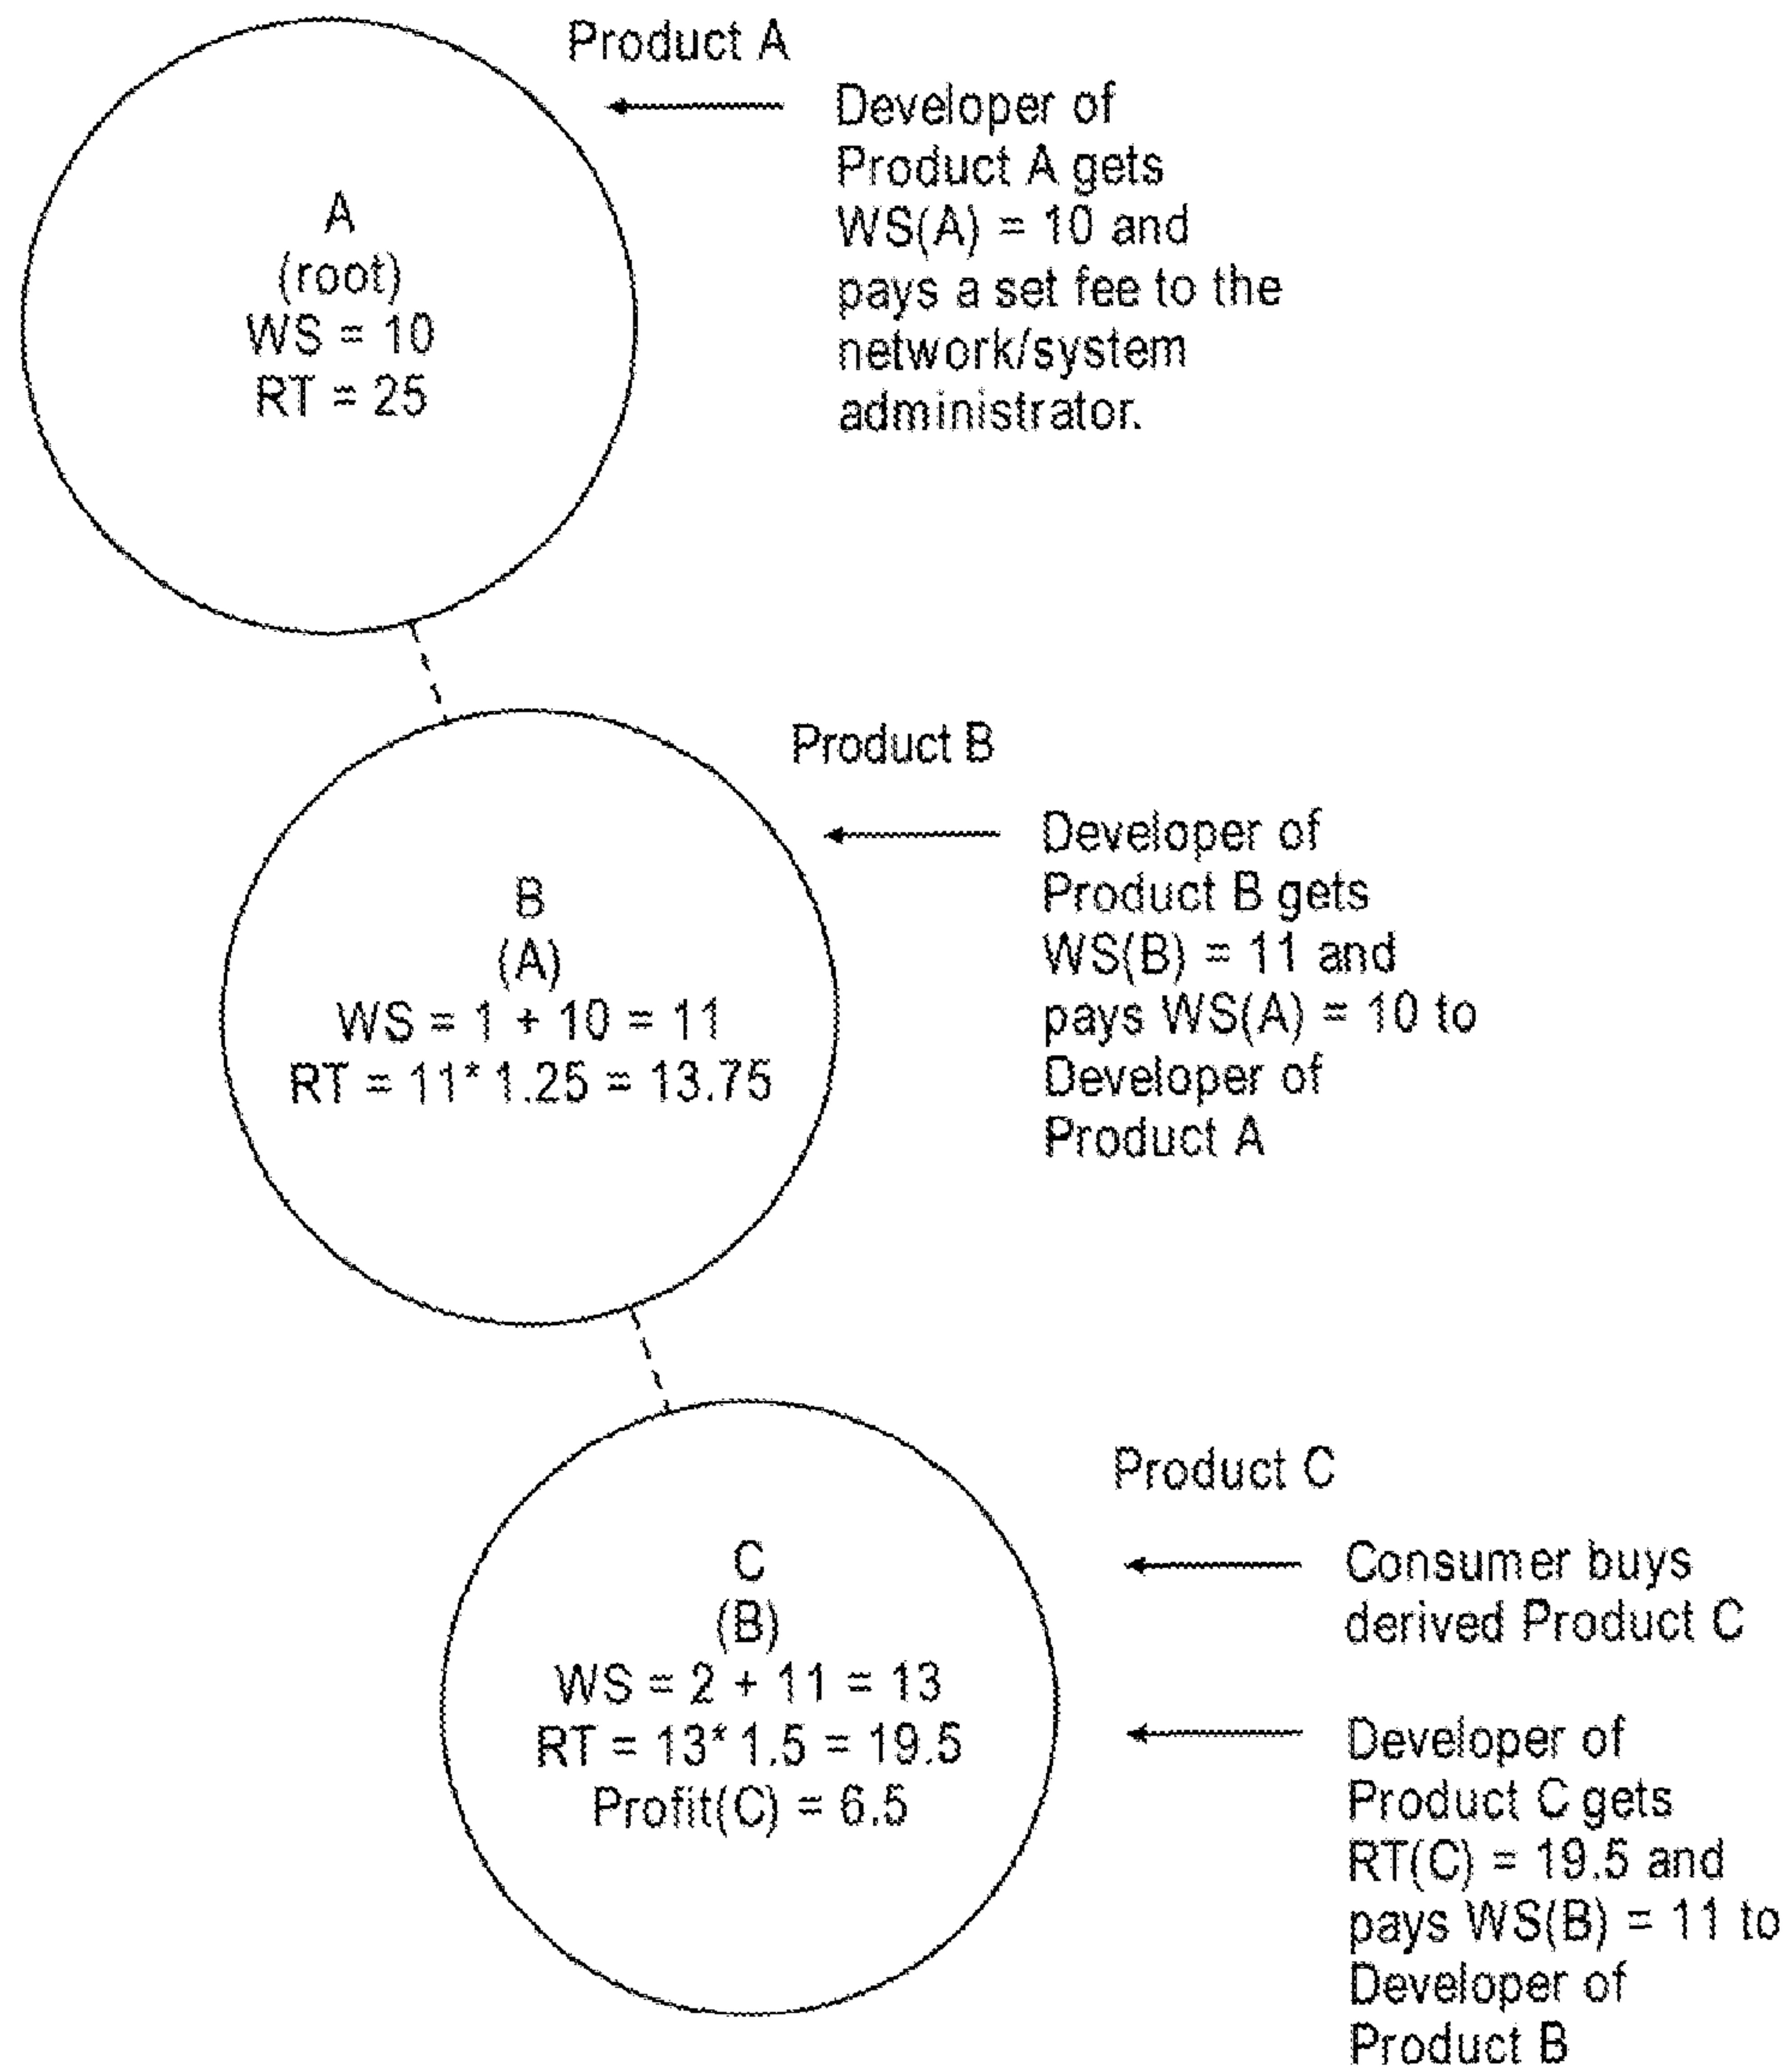 Product A
Developer of
Product A gets
WS(A) = 10 and
pays a set fee to the
network/system
administrator.
A
(root)
WS = 10
RT = 25
Product B
Developer of
Product B gets
WS(B) = 11 and
pays WS(A) = 10 to
Developer of
Product A
B
(A)
WS = 1 + 10 = 11
RT = 11* 1.25 = 13.75
Product C
Consumer buys
derived Product C
C
(B)
WS = 2 + 11 = 13
RT = 13* 1.5 = 19.5
Profit(C) = 6.5
Developer of
Product C gets
RT(C) = 19.5 and
pays WS(B) = 11 to
Developer of
Product B